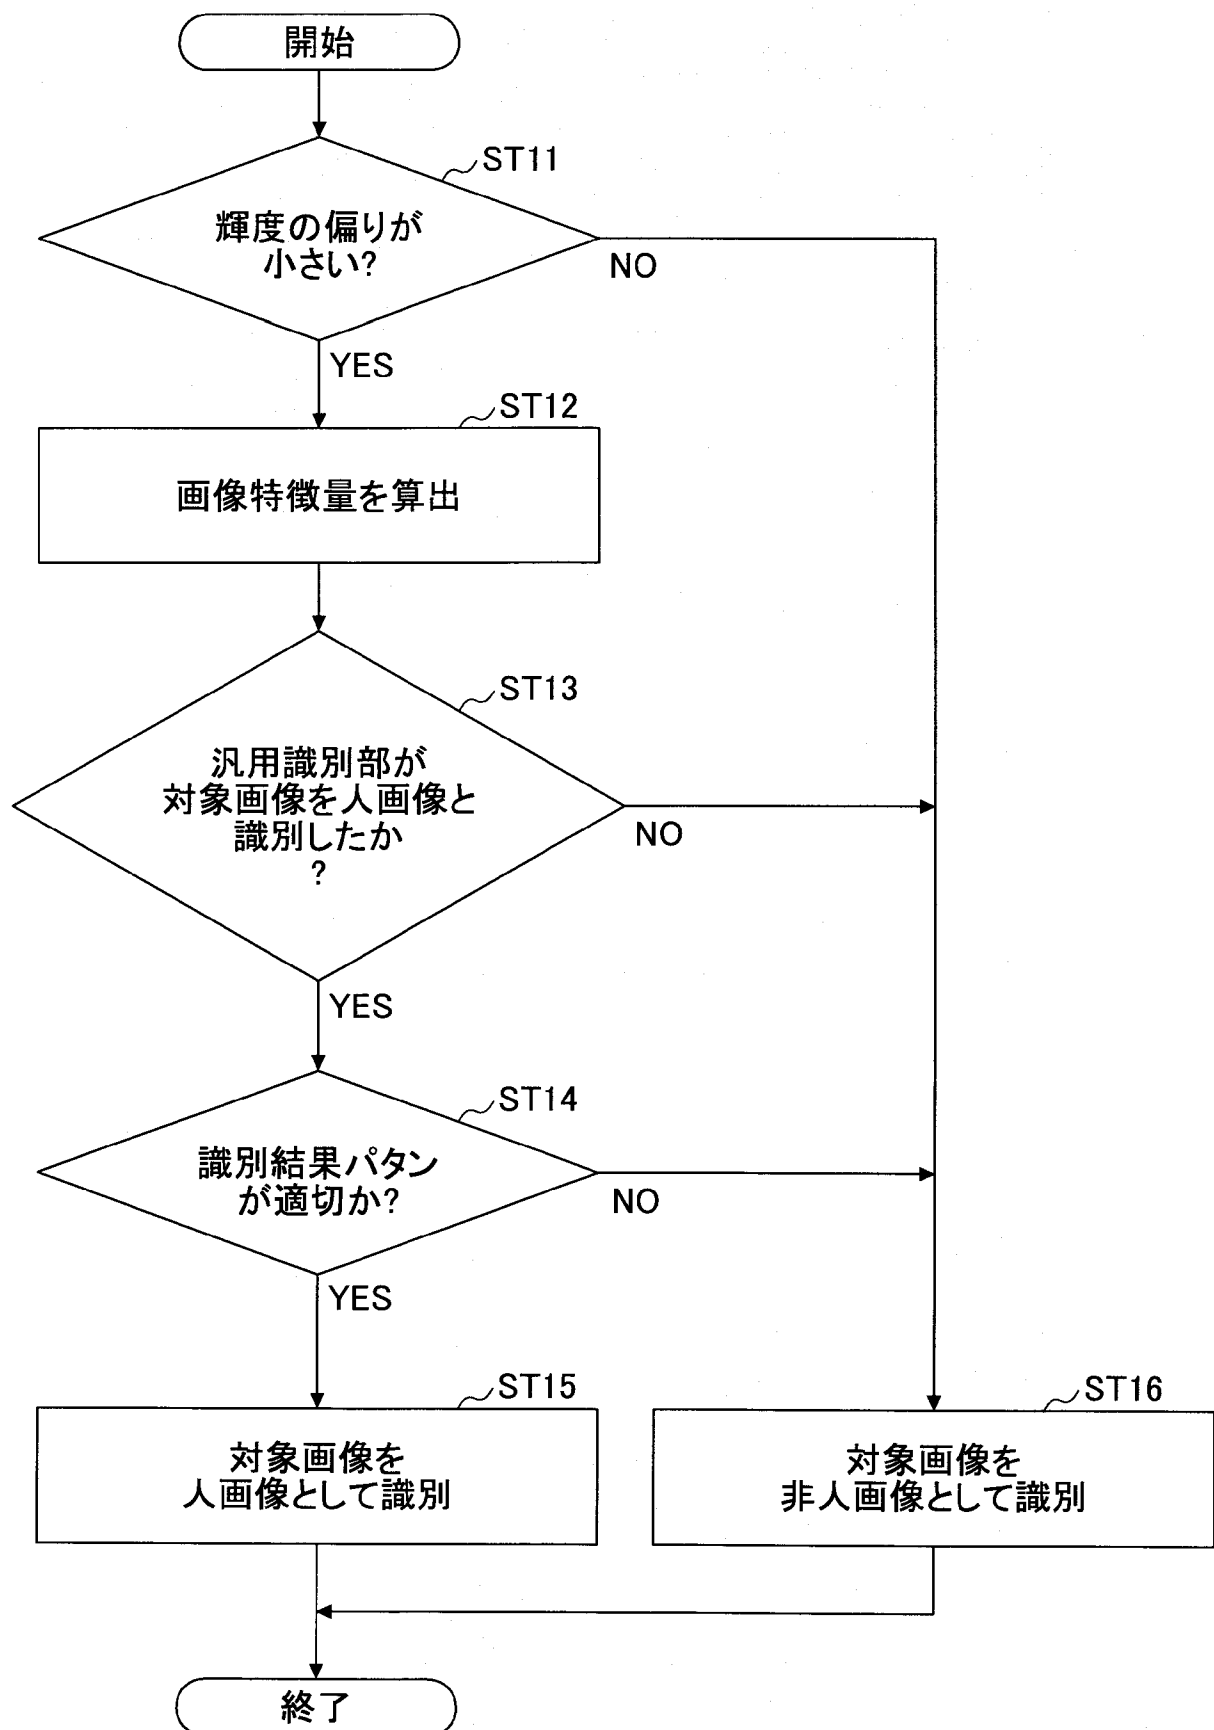 開始
ST11
輝度の偏りが
小さい?
NO
YES
ST12
画像特徴量を算出
ST13
汎用識別部が
対象画像を人画像と
識別したか
?
NO
YES
ST14
識別結果パタン
が適切か?
NO
YES
ST15
対象画像を
人画像として識別
ST16
対象画像を
非人画像として識別
終了